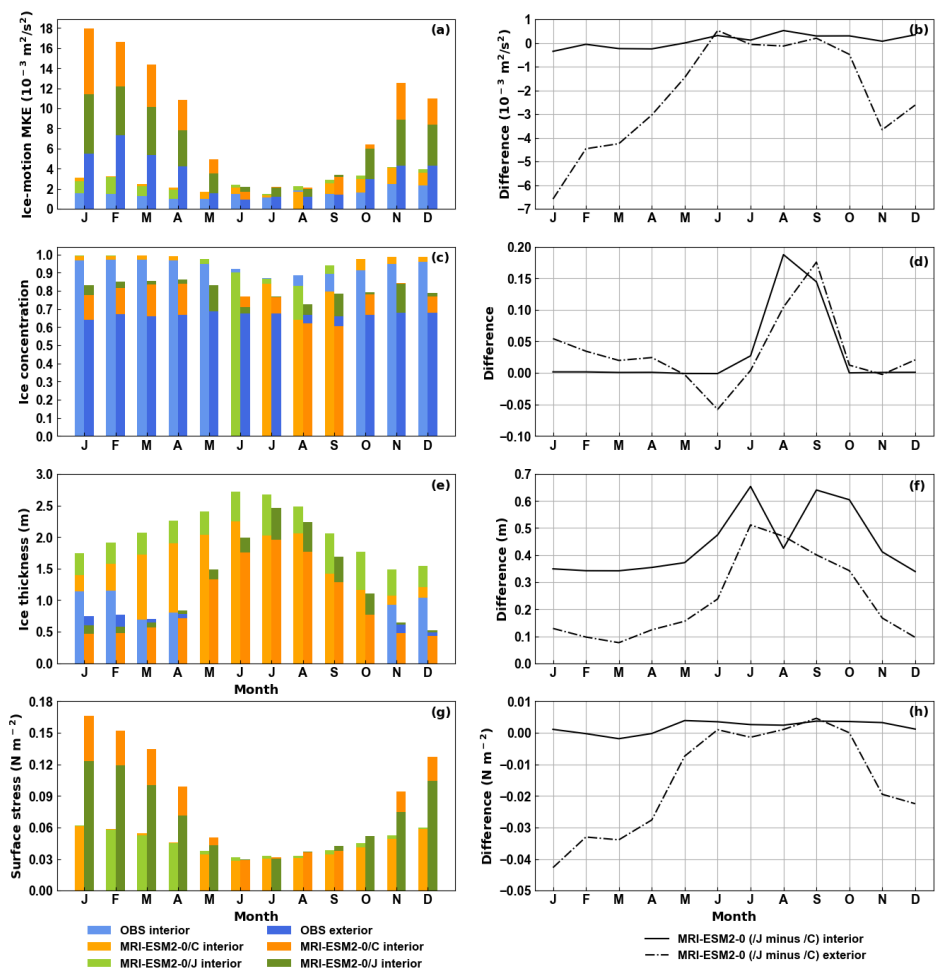 (a)
Ice-motion MKE (10⁻³ m²/s²)
18
16
14
12
10
8
6
4
2
0
J F M A M J J A S O N D
(b)
Difference (10⁻³ m²/s²)
1
0
−1
−2
−3
−4
−5
−6
−7
J F M A M J J A S O N D
(c)
Ice concentration
1.0
0.9
0.8
0.7
0.6
0.5
0.4
0.3
0.2
0.1
0.0
J F M A M J J A S O N D
(d)
Difference
0.20
0.15
0.10
0.05
0.00
−0.05
−0.10
J F M A M J J A S O N D
(e)
Ice thickness (m)
3.0
2.5
2.0
1.5
1.0
0.5
0.0
J F M A M J J A S O N D
Month
(f)
Difference (m)
0.7
0.6
0.5
0.4
0.3
0.2
0.1
0.0
J F M A M J J A S O N D
(g)
Surface stress (N m⁻²)
0.18
0.15
0.12
0.09
0.06
0.03
0.00
J F M A M J J A S O N D
Month
(h)
Difference (N m⁻²)
0.01
0.00
−0.01
−0.02
−0.03
−0.04
−0.05
J F M A M J J A S O N D
Month
OBS interior
MRI-ESM2-0/C interior
MRI-ESM2-0/J interior
OBS exterior
MRI-ESM2-0/C interior
MRI-ESM2-0/J interior
MRI-ESM2-0 (/J minus /C) interior
MRI-ESM2-0 (/J minus /C) exterior